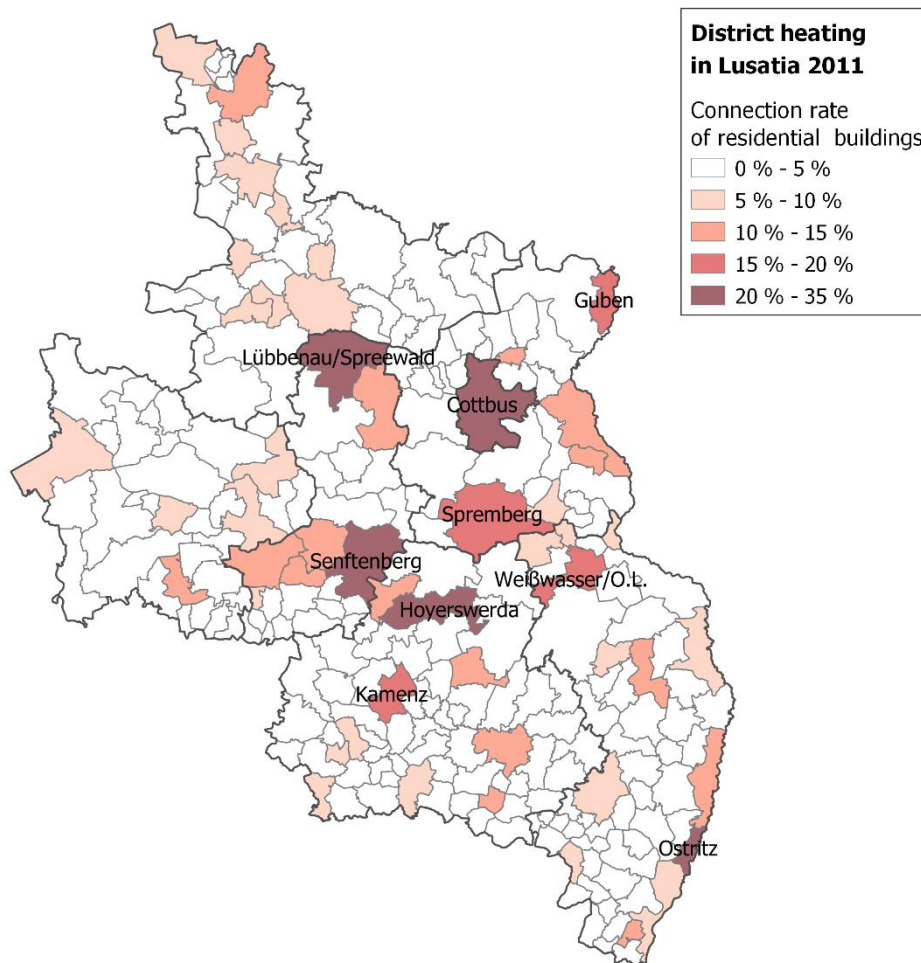 District heating
in Lusatia 2011
Connection rate
of residential buildings
0 % - 5 %
5 % - 10 %
10 % - 15 %
15 % - 20 %
20 % - 35 %
Guben
Lübbenau/Spreewald
Cottbus
Spremberg
Senftenberg
Weißwasser/O.L.
Hoyerswerda
Kamenz
Ostritz